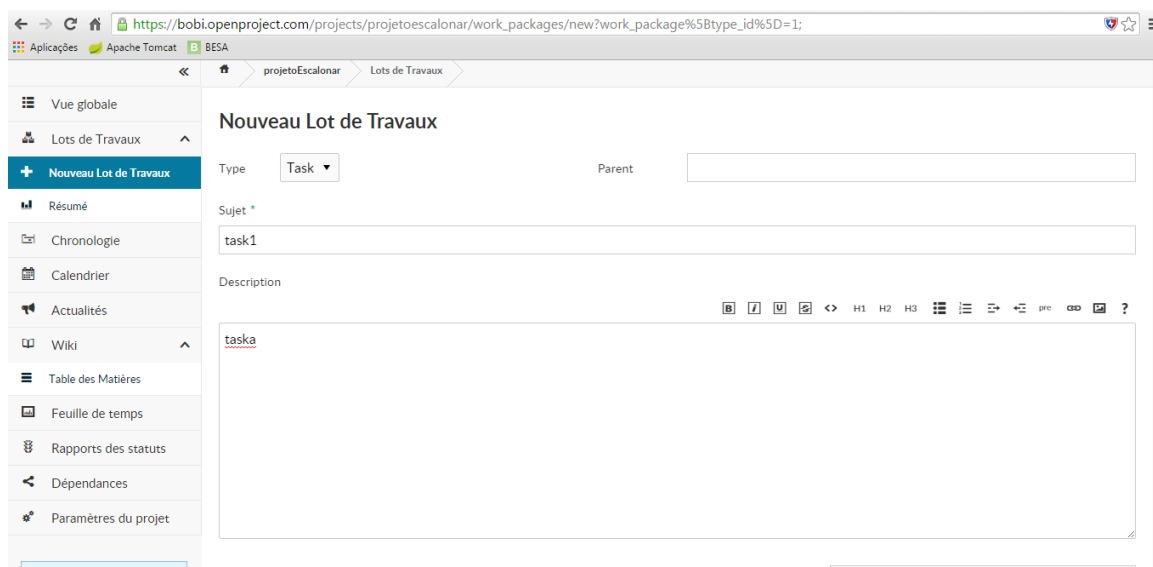 https://bobi.openproject.com/projects/projetoescalonar/work_packages/new?work_package%5Btype_id%5D=1;
Aplicações Apache Tomcat B BESA
projetoEscalonar Lots de Travaux
Vue globale
Lots de Travaux
Nouveau Lot de Travaux
Résumé
Chronologie
Calendrier
Actualités
Wiki
Table des Matières
Feuille de temps
Rapports des statuts
Dépendances
Paramètres du projet
Nouveau Lot de Travaux
Type Task Parent
Sujet *
task1
Description
B I U S <> H1 H2 H3 pre ?
taska